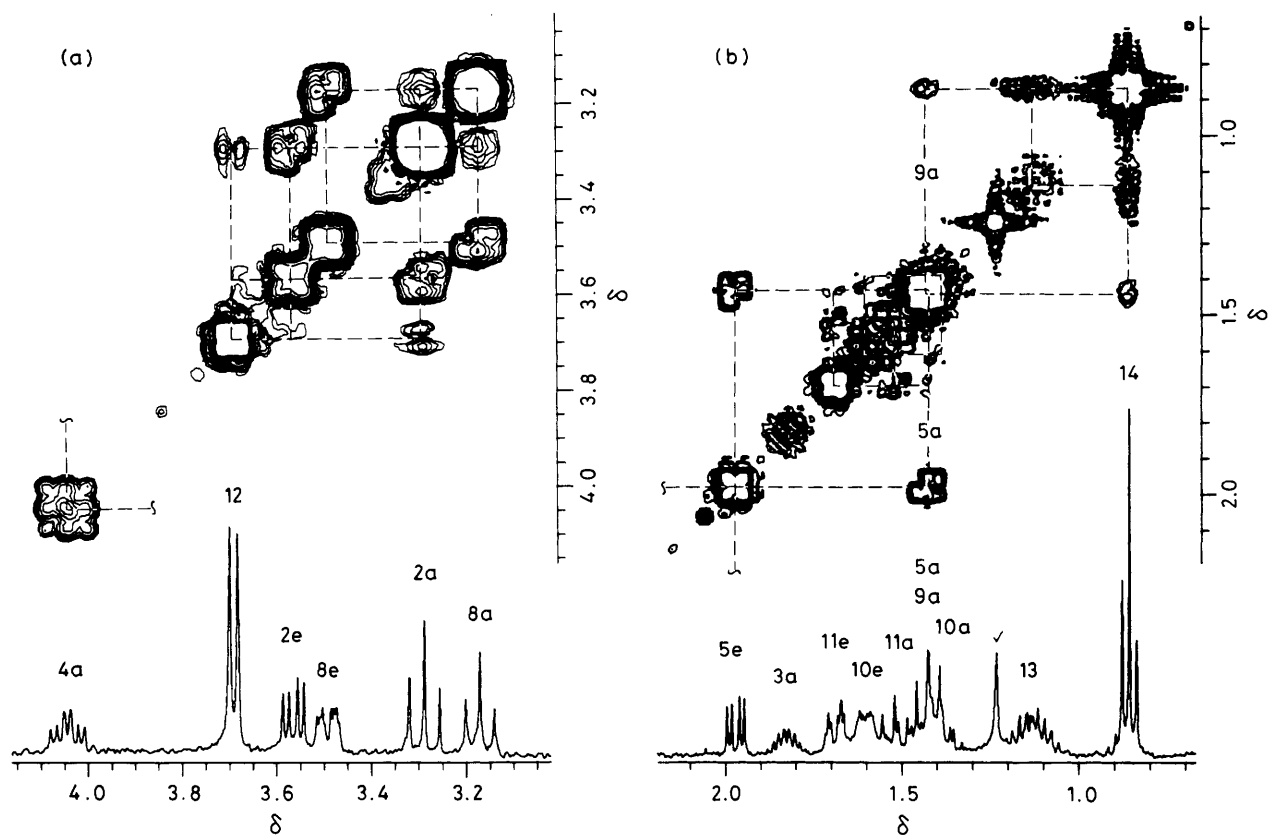 (a)
3.2
3.4
3.6
δ
3.8
4.0
12
2a
8a
2e
8e
4a
4.0 3.8 3.6 3.4 3.2
δ
(b)
1.0
9a
1.5
δ
14
5a
2.0
5a
9a
5e 11e 11a 10a ✓
3a 10e 13
2.0 1.5 1.0
δ